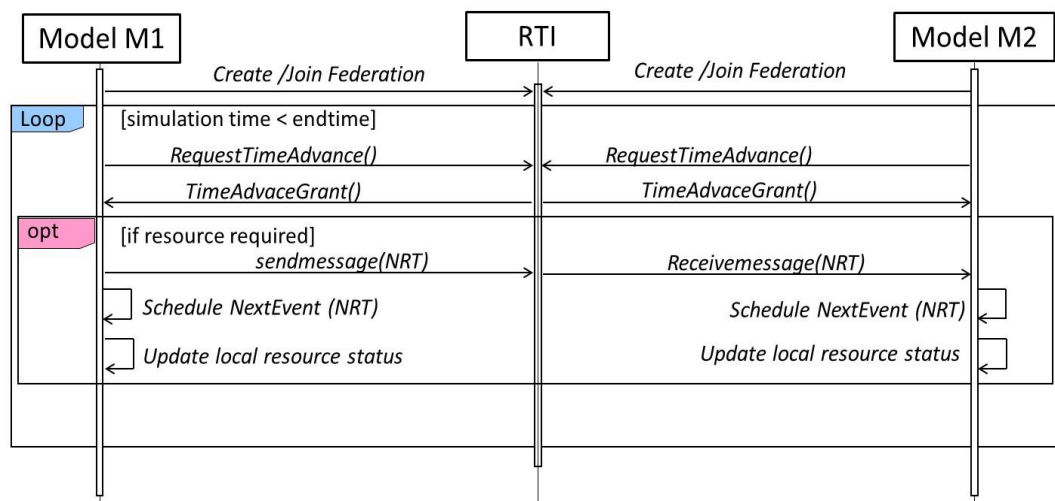 Model M1
RTI
Model M2
Create /Join Federation
Create /Join Federation
Loop
[simulation time < endtime]
RequestTimeAdvance()
RequestTimeAdvance()
TimeAdvaceGrant()
TimeAdvaceGrant()
opt
[if resource required]
sendmessage(NRT)
Receivemessage(NRT)
Schedule NextEvent (NRT)
Schedule NextEvent (NRT)
Update local resource status
Update local resource status